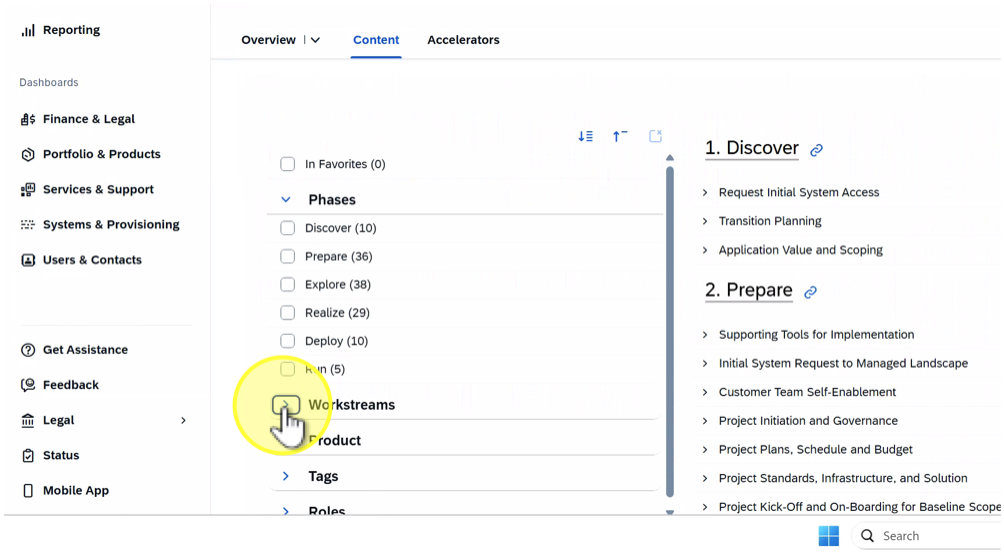 Reporting
Dashboards
Finance & Legal
Portfolio & Products
Services & Support
Systems & Provisioning
Users & Contacts
Get Assistance
Feedback
Legal
Status
Mobile App
Overview
Content
Accelerators
In Favorites (0)
Phases
Discover (10)
Prepare (36)
Explore (38)
Realize (29)
Deploy (10)
Run (5)
Workstreams
Product
Tags
Roles
1. Discover
Request Initial System Access
Transition Planning
Application Value and Scoping
2. Prepare
Supporting Tools for Implementation
Initial System Request to Managed Landscape
Customer Team Self-Enablement
Project Initiation and Governance
Project Plans, Schedule and Budget
Project Standards, Infrastructure, and Solution
Project Kick-Off and On-Boarding for Baseline Scope
Search